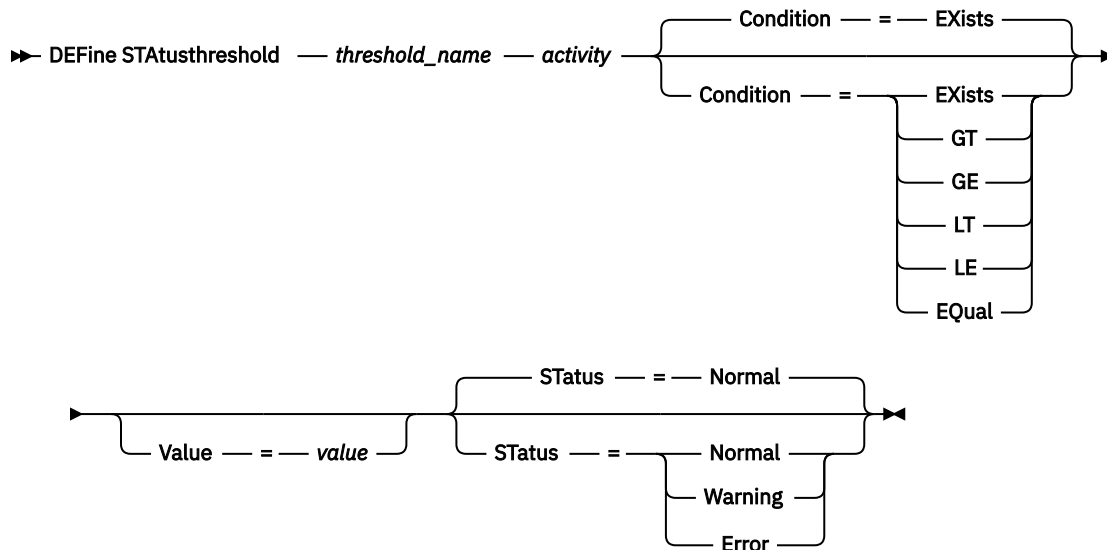 Condition = EXists
DEFine STAtusthreshold threshold_name activity
Condition = EXists
GT
GE
LT
LE
EQual
STatus = Normal
Value = value STatus = Normal
Warning
Error